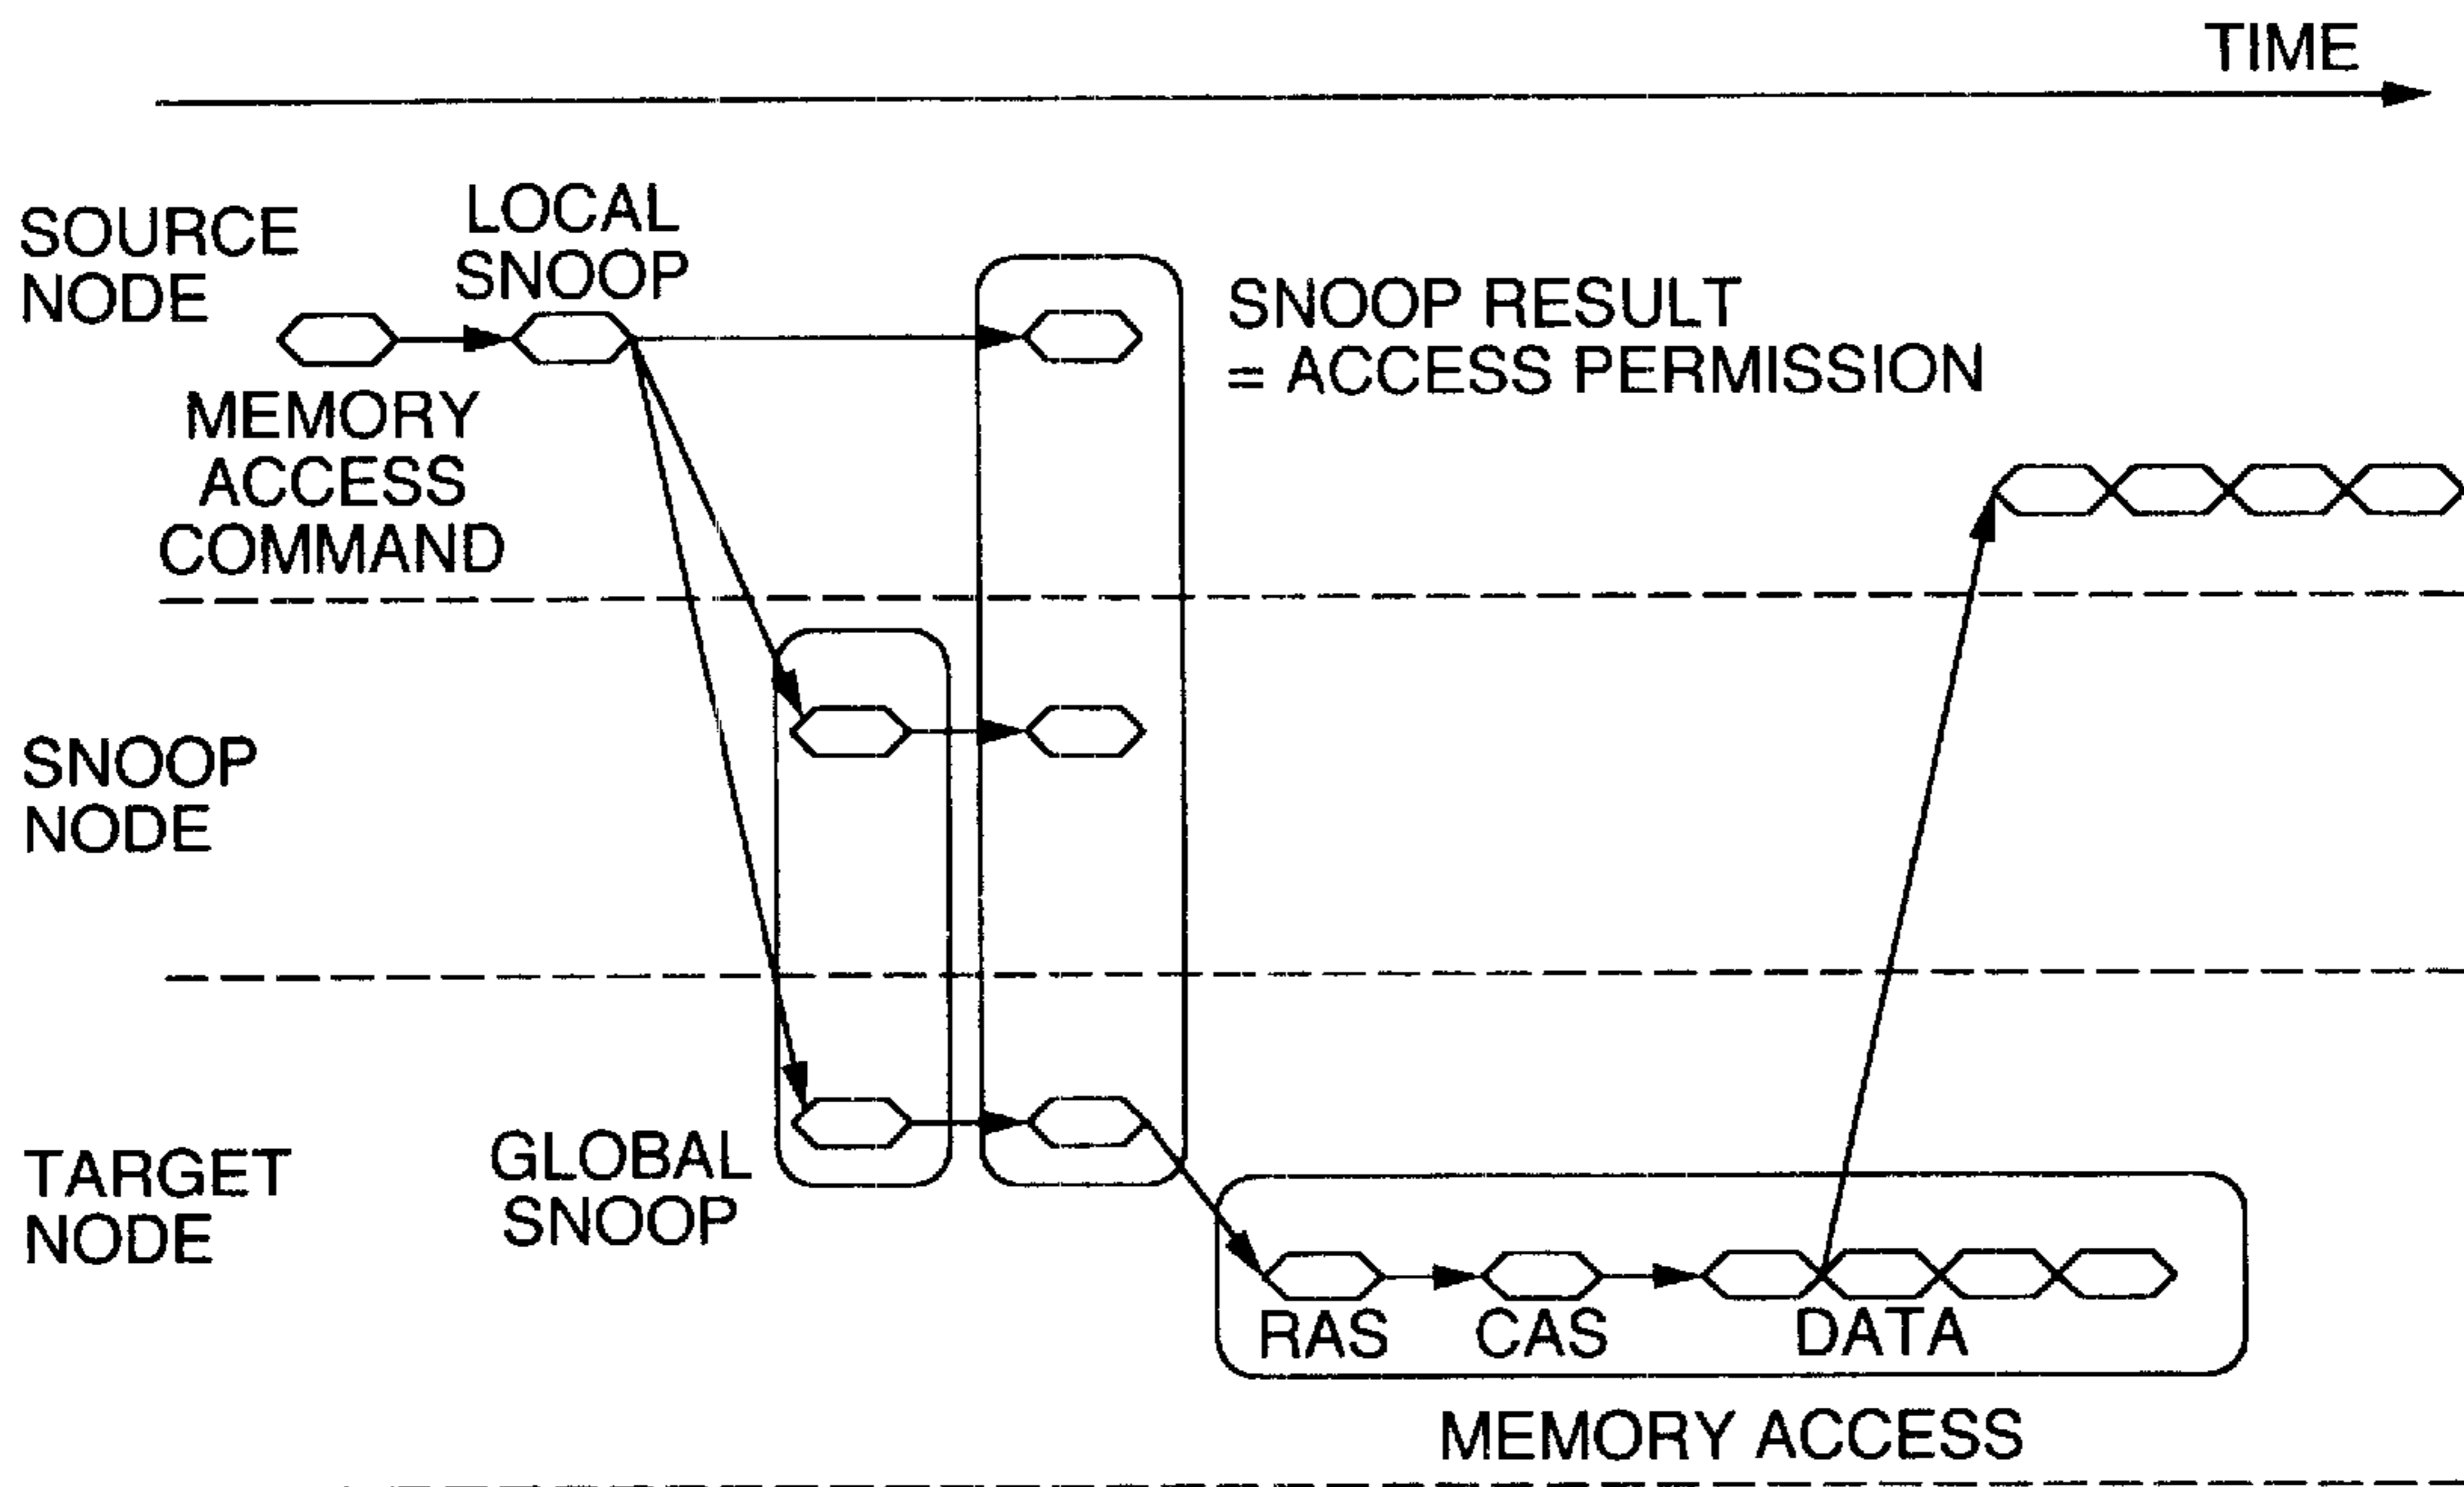 TIME
SOURCE
NODE
LOCAL
SNOOP
MEMORY
ACCESS
COMMAND
SNOOP RESULT
= ACCESS PERMISSION
SNOOP
NODE
TARGET
NODE
GLOBAL
SNOOP
RAS
CAS
DATA
MEMORY ACCESS